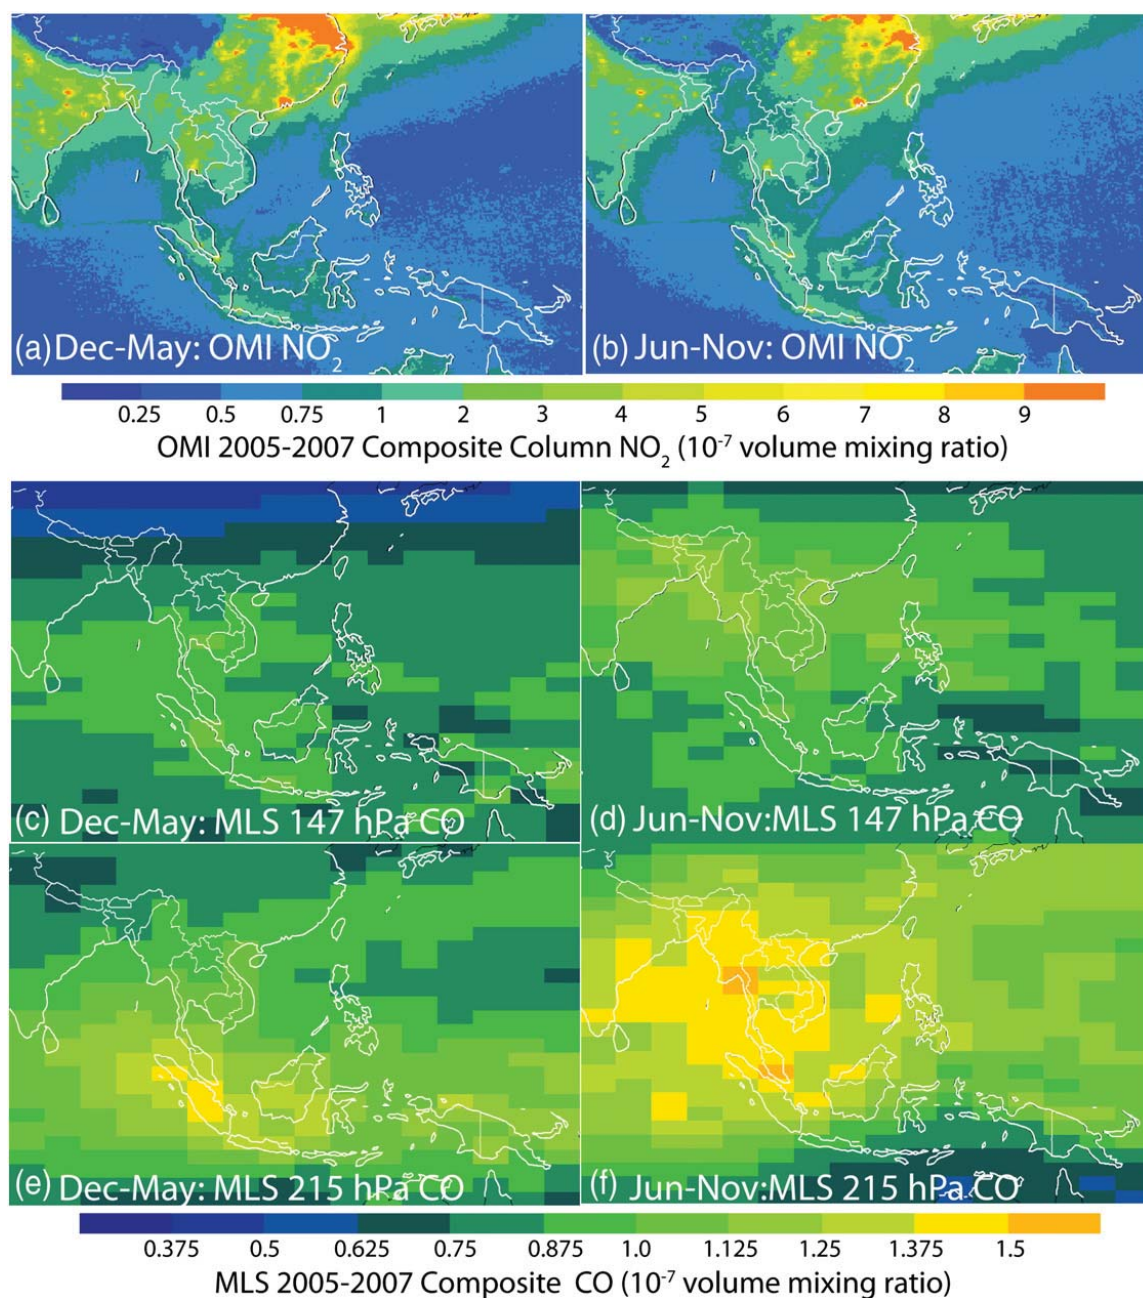 (a) Dec-May: OMI NO₂ (b) Jun-Nov: OMI NO₂
0.25 0.5 0.75 1 2 3 4 5 6 7 8 9
OMI 2005-2007 Composite Column NO₂ (10⁻⁷ volume mixing ratio)
(c) Dec-May: MLS 147 hPa CO (d) Jun-Nov:MLS 147 hPa CO
(e) Dec-May: MLS 215 hPa CO (f) Jun-Nov:MLS 215 hPa CO
0.375 0.5 0.625 0.75 0.875 1.0 1.125 1.25 1.375 1.5
MLS 2005-2007 Composite CO (10⁻⁷ volume mixing ratio)